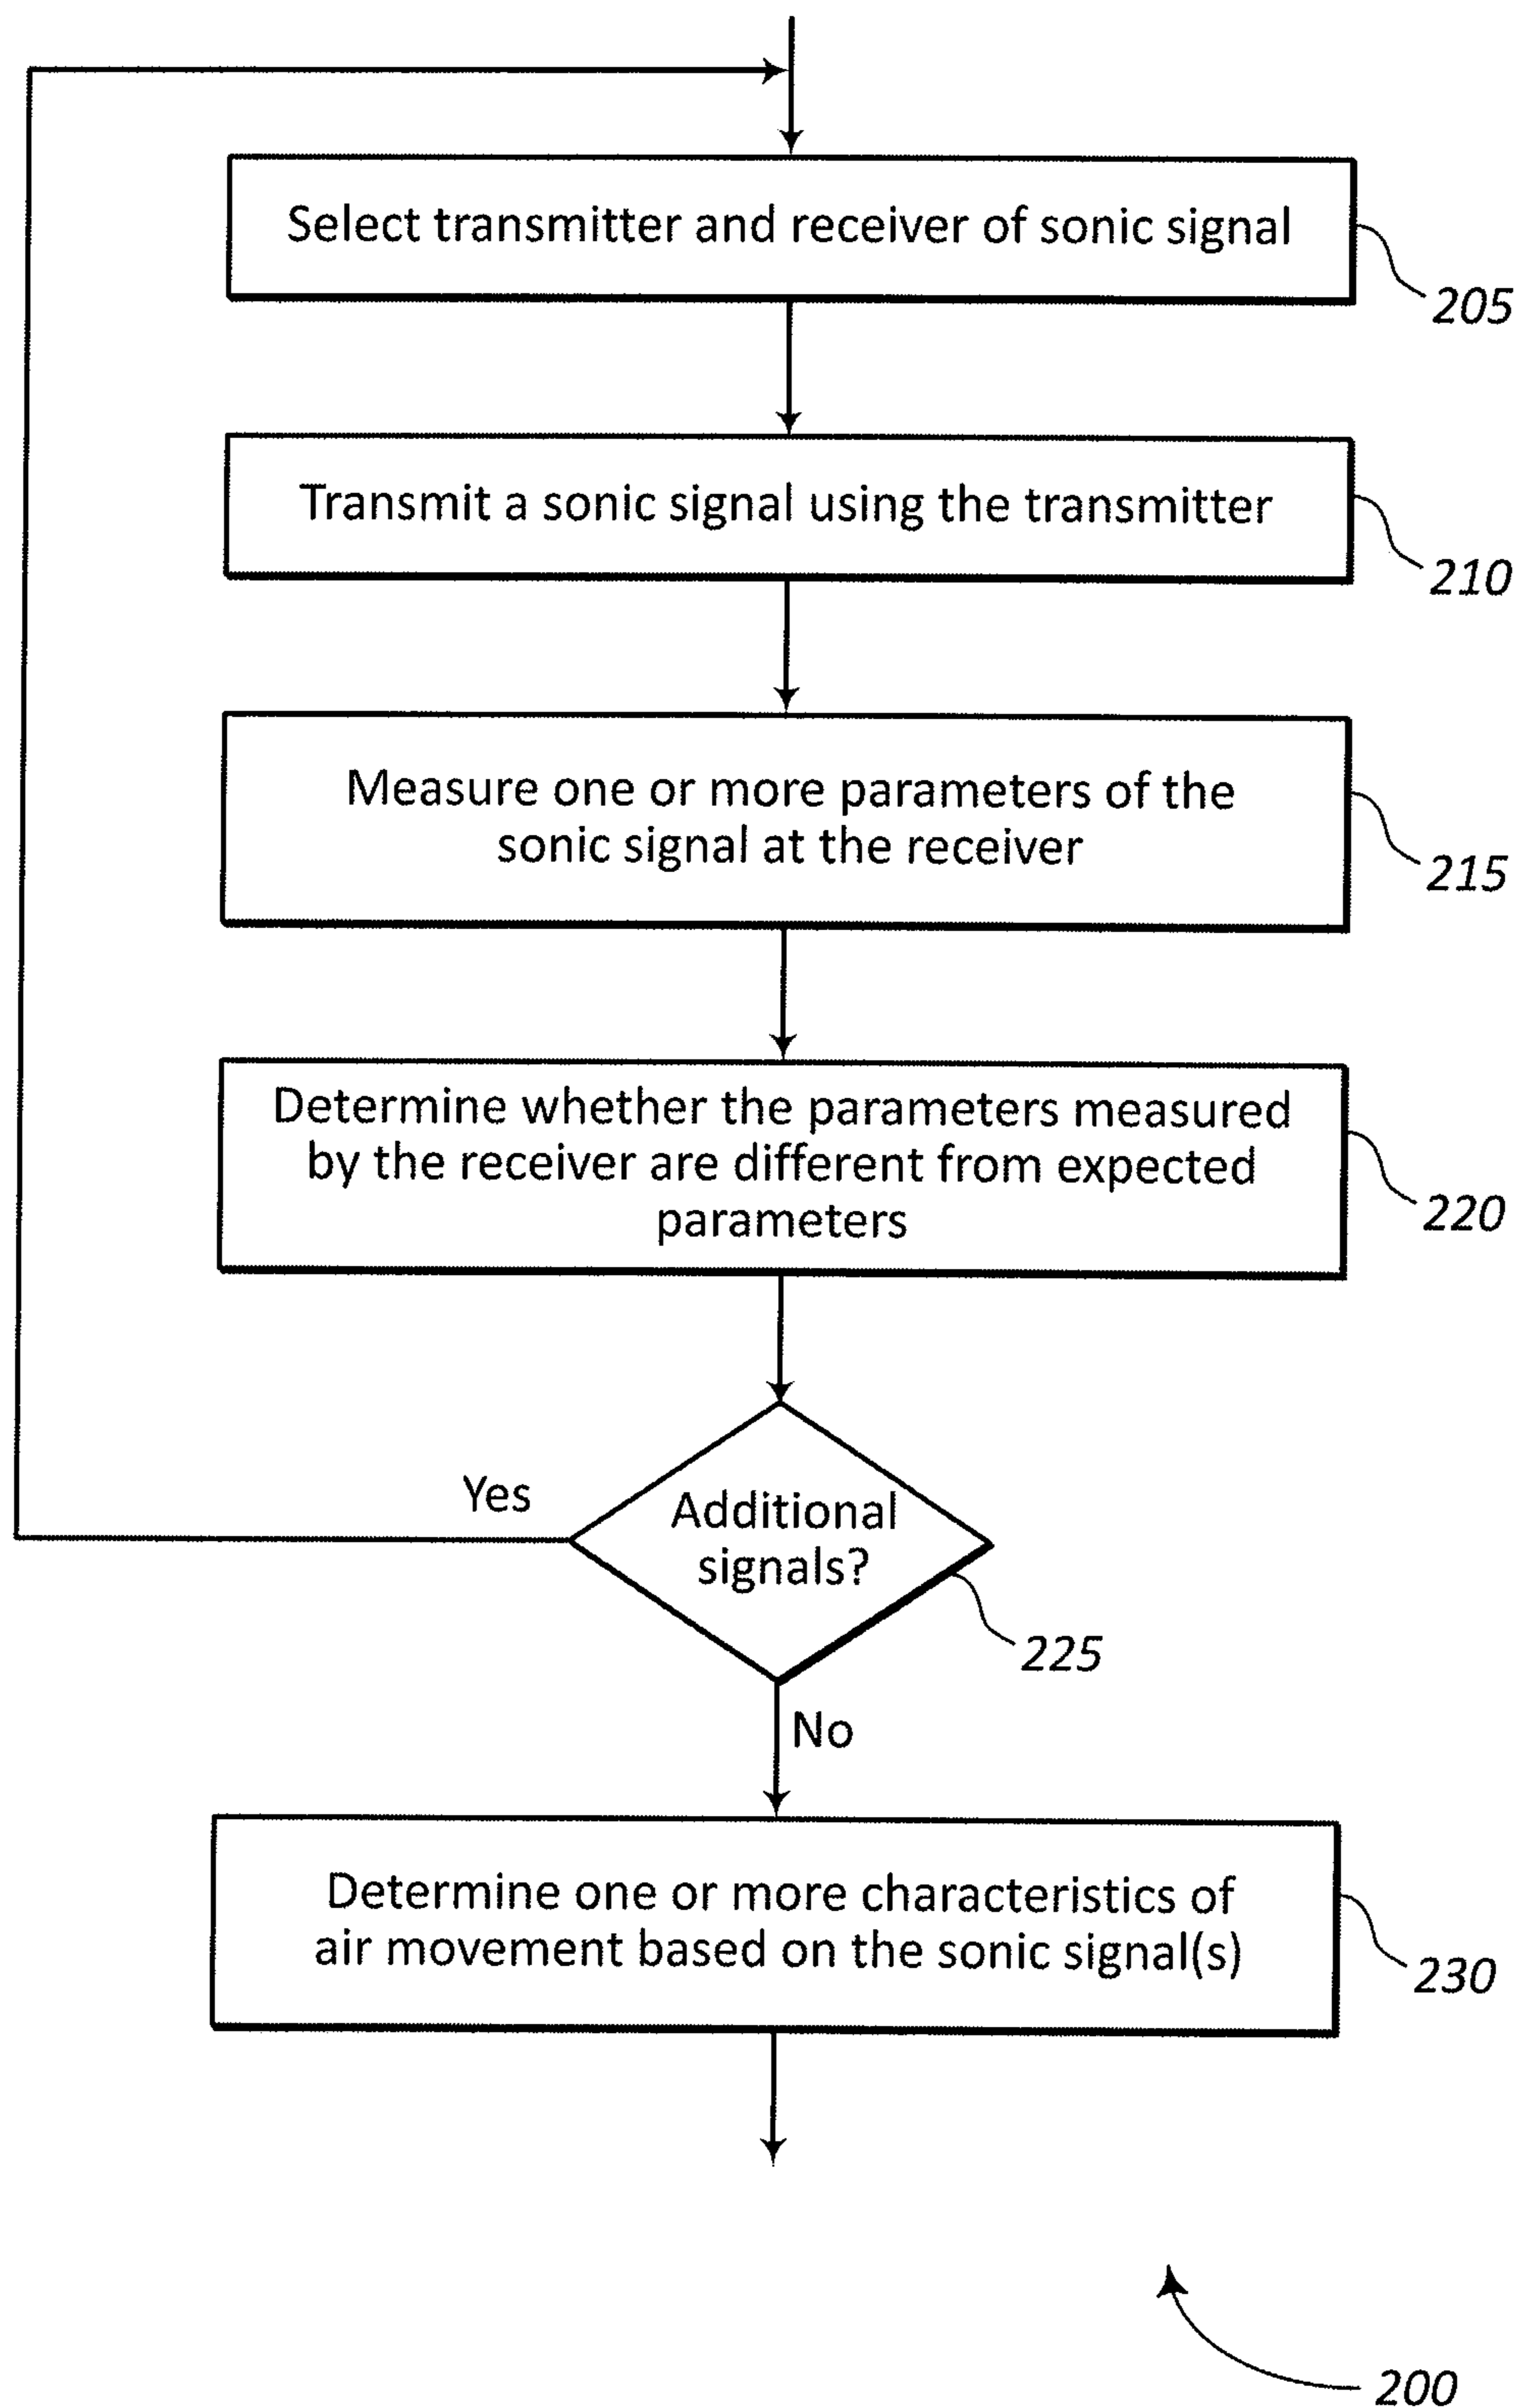 Select transmitter and receiver of sonic signal
205
Transmit a sonic signal using the transmitter
210
Measure one or more parameters of the
sonic signal at the receiver
215
Determine whether the parameters measured
by the receiver are different from expected
parameters
220
Yes
Additional
signals?
225
No
Determine one or more characteristics of
air movement based on the sonic signal(s)
230
200